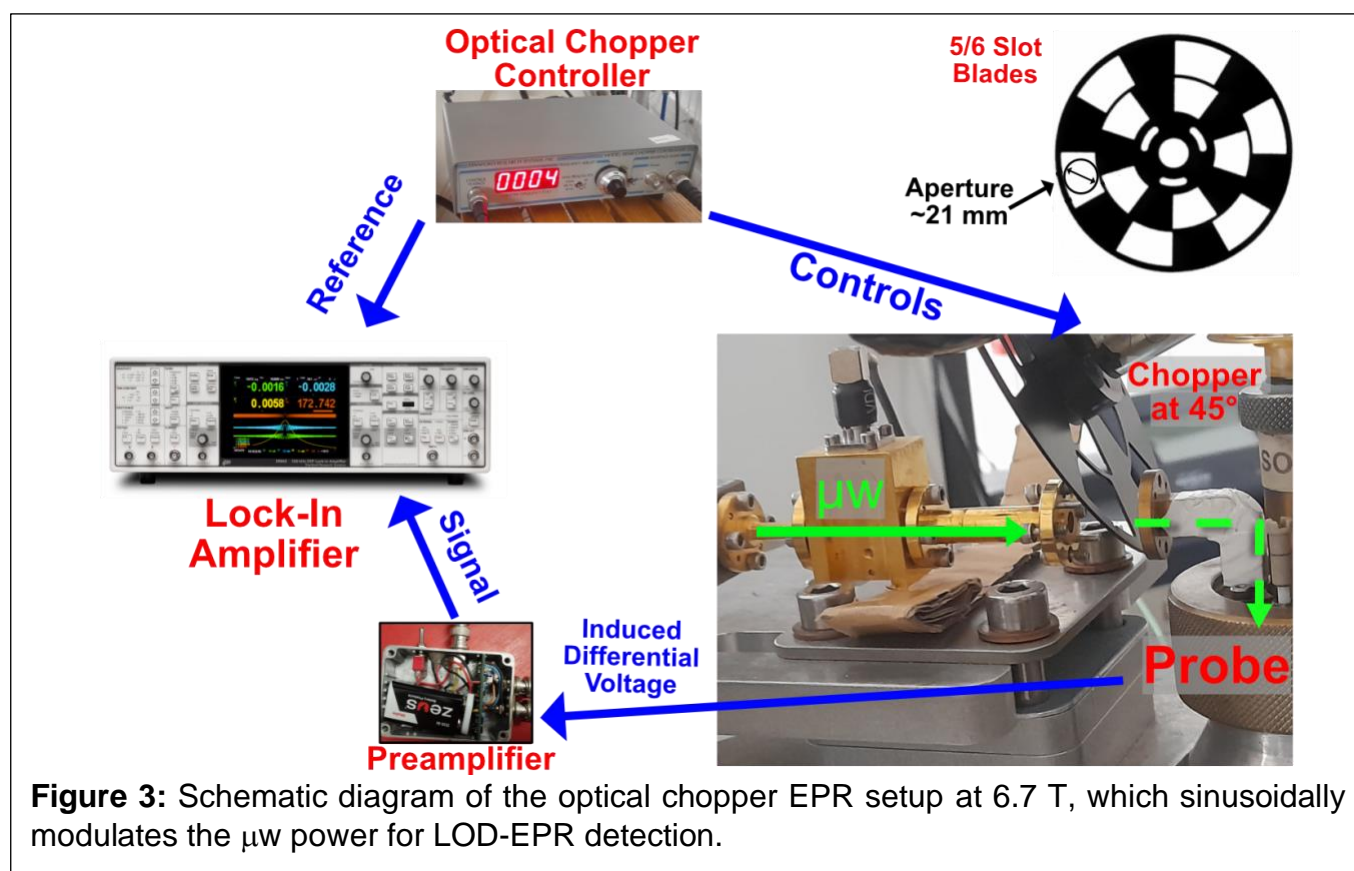 Optical Chopper
Controller
5/6 Slot
Blades
0004
Aperture
~21 mm
Reference
Controls
-0.0016 -0.0028
0.0058 172.742
Chopper
at 45°
SO
VDI
μw
Lock-In
Amplifier
Signal
Induced
Differential
Voltage
Probe
zeus
Preamplifier
Figure 3: Schematic diagram of the optical chopper EPR setup at 6.7 T, which sinusoidally
modulates the μw power for LOD-EPR detection.